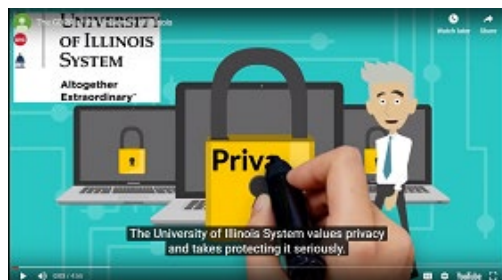 UNIVERSITY
OF ILLINOIS
SYSTEM
Altogether
Extraordinary™
Watch later
Share
Priva
The University of Illinois System values privacy
and takes protecting it seriously.
YouTube